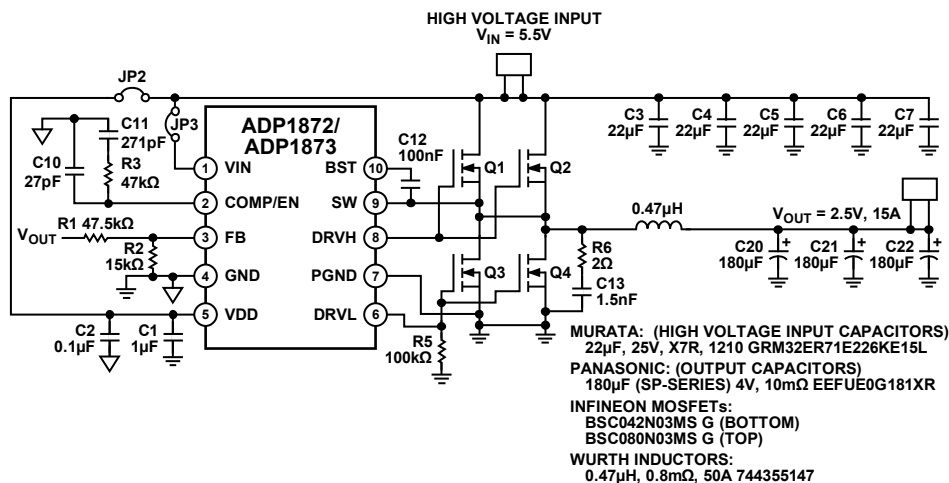 HIGH VOLTAGE INPUT
VIN = 5.5V
JP2
JP3
C11
271pF
C10
27pF
R3
47kΩ
R1 47.5kΩ
VOUT
R2
15kΩ
C2
0.1µF
C1
1µF
ADP1872/
ADP1873
1 VIN
2 COMP/EN
3 FB
4 GND
5 VDD
BST 10
SW 9
DRVH 8
PGND 7
DRVL 6
C12
100nF
Q1
Q2
Q3
Q4
R5
100kΩ
R6
2Ω
C13
1.5nF
0.47µH
C3
22µF
C4
22µF
C5
22µF
C6
22µF
C7
22µF
VOUT = 2.5V, 15A
C20
180µF
+
C21
180µF
+
C22
180µF
+
MURATA: (HIGH VOLTAGE INPUT CAPACITORS)
22µF, 25V, X7R, 1210 GRM32ER71E226KE15L
PANASONIC: (OUTPUT CAPACITORS)
180µF (SP-SERIES) 4V, 10mΩ EEFUE0G181XR
INFINEON MOSFETs:
BSC042N03MS G (BOTTOM)
BSC080N03MS G (TOP)
WURTH INDUCTORS:
0.47µH, 0.8mΩ, 50A 744355147